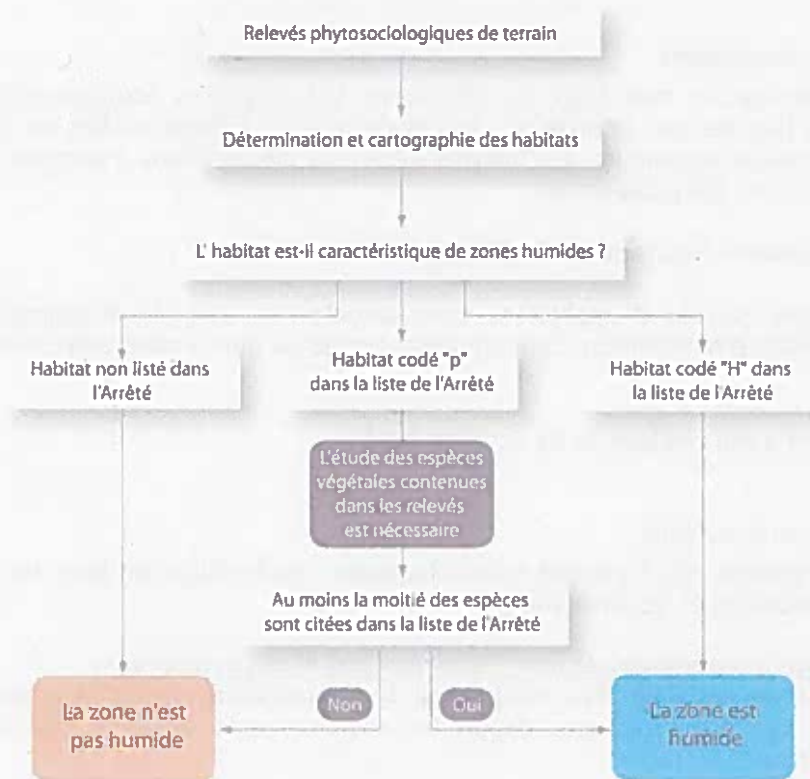 Relevés phytosociologiques de terrain
Détermination et cartographie des habitats
L' habitat est-il caractéristique de zones humides ?
Habitat non listé dans
l'Arrêté
Habitat codé "p"
dans la liste de l'Arrêté
Habitat codé "H" dans
la liste de l'Arrêté
L'étude des espèces
végétales contenues
dans les relevés
est nécessaire
Au moins la moitié des espèces
sont citées dans la liste de l'Arrêté
Non
Oui
La zone n'est
pas humide
La zone est
humide